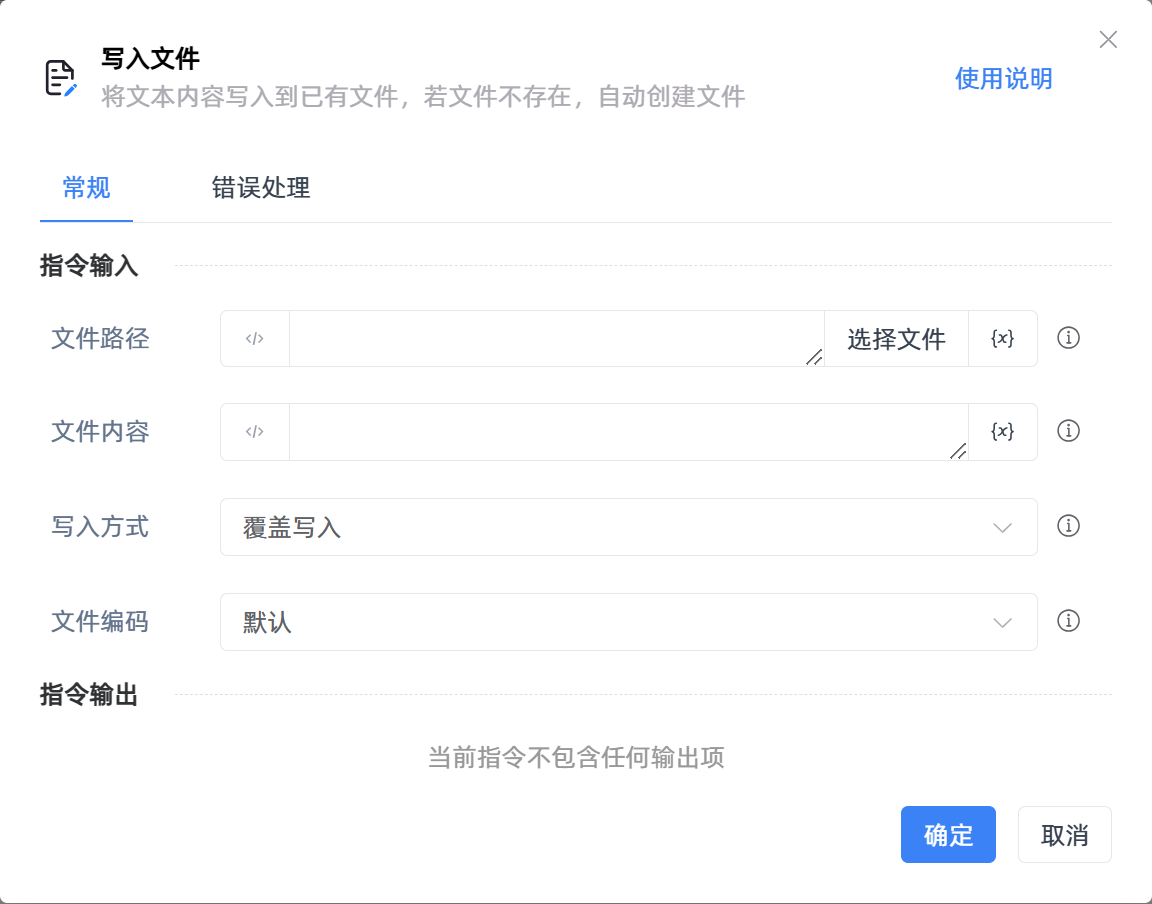 写入文件
将文本内容写入到已有文件，若文件不存在，自动创建文件
使用说明
常规
错误处理
指令输入
文件路径
</>
选择文件
{x}
文件内容
</>
{x}
写入方式
覆盖写入
文件编码
默认
指令输出
当前指令不包含任何输出项
确定
取消